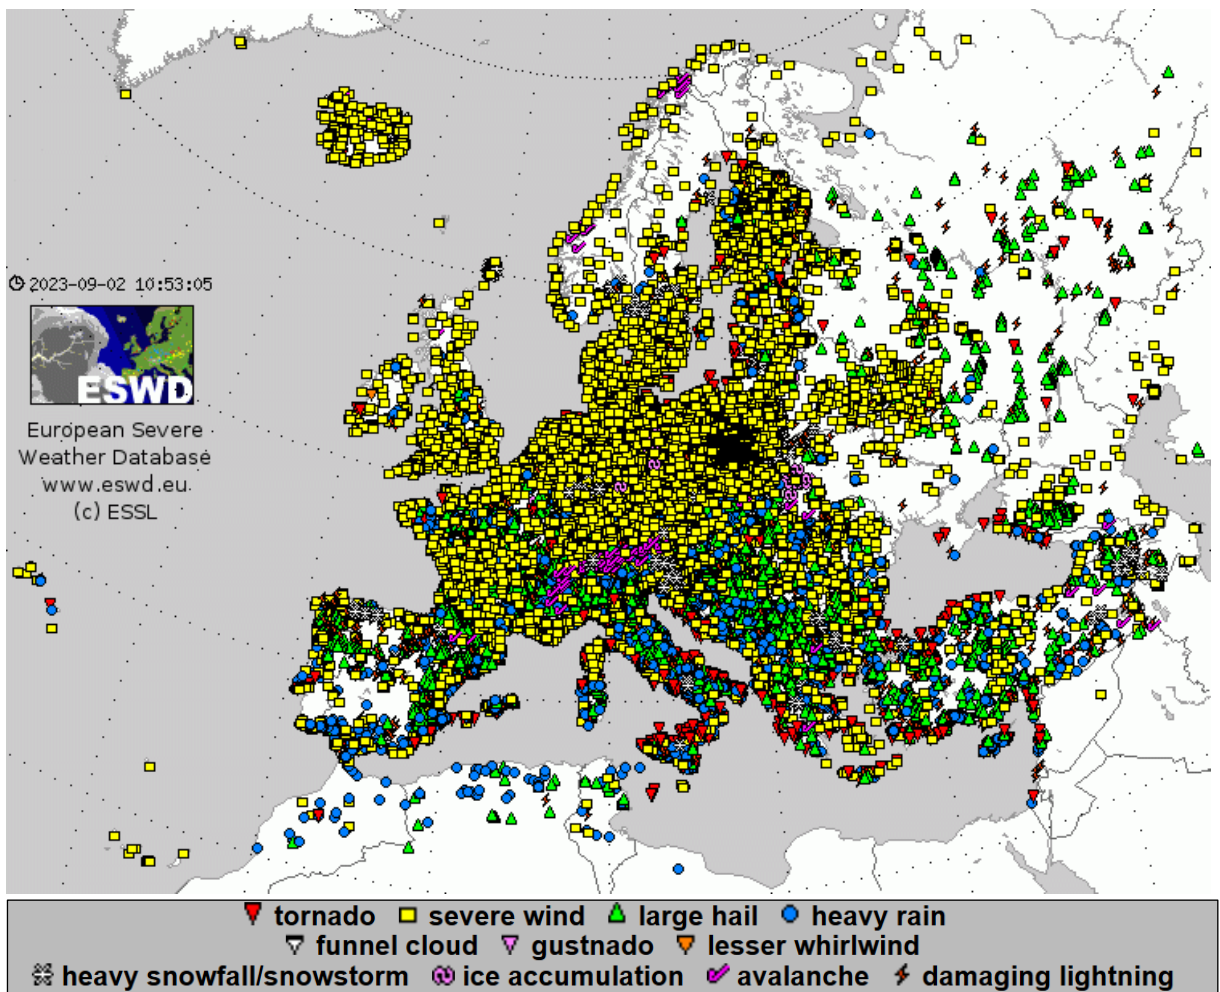 2023-09-02 10:53:05
ESWD
European Severe
Weather Database
www.eswd.eu
(c) ESSL
tornado severe wind large hail heavy rain
funnel cloud gustnado lesser whirlwind
heavy snowfall/snowstorm ice accumulation avalanche damaging lightning